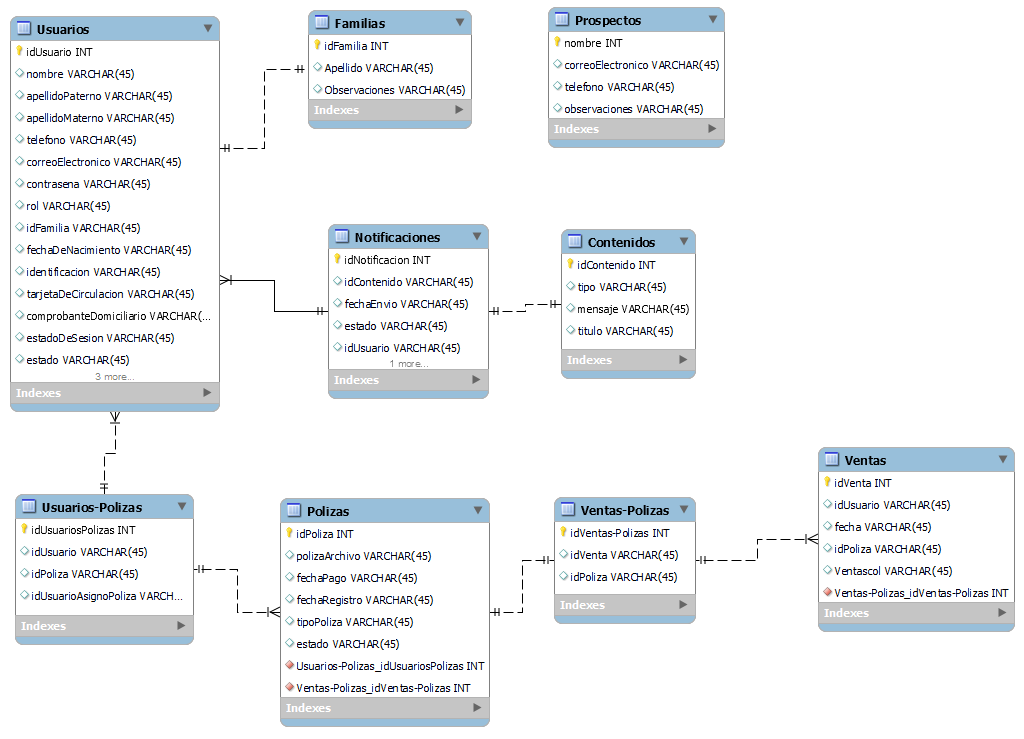 Usuarios
idUsuario INT
nombre VARCHAR(45)
apellidoPaterno VARCHAR(45)
apellidoMaterno VARCHAR(45)
telefono VARCHAR(45)
correoElectronico VARCHAR(45)
contrasena VARCHAR(45)
rol VARCHAR(45)
idFamilia VARCHAR(45)
fechaDeNacimiento VARCHAR(45)
identificacion VARCHAR(45)
tarjetaDeCirculacion VARCHAR(45)
comprobanteDomiciliario VARCHAR(...
estadoDeSesion VARCHAR(45)
estado VARCHAR(45)
3 more...
Indexes
Familias
idFamilia INT
Apellido VARCHAR(45)
Observaciones VARCHAR(45)
Indexes
Prospectos
nombre INT
correoElectronico VARCHAR(45)
telefono VARCHAR(45)
observaciones VARCHAR(45)
Indexes
Notificaciones
idNotificacion INT
idContenido VARCHAR(45)
fechaEnvio VARCHAR(45)
estado VARCHAR(45)
idUsuario VARCHAR(45)
1 more...
Indexes
Contenidos
idContenido INT
tipo VARCHAR(45)
mensaje VARCHAR(45)
titulo VARCHAR(45)
Indexes
Usuarios-Polizas
idUsuariosPolizas INT
idUsuario VARCHAR(45)
idPoliza VARCHAR(45)
idUsuarioAsignoPoliza VARCH...
Indexes
Polizas
idPoliza INT
polizaArchivo VARCHAR(45)
fechaPago VARCHAR(45)
fechaRegistro VARCHAR(45)
tipoPoliza VARCHAR(45)
estado VARCHAR(45)
Usuarios-Polizas_idUsuariosPolizas INT
Ventas-Polizas_idVentas-Polizas INT
Indexes
Ventas-Polizas
idVentas-Polizas INT
idVenta VARCHAR(45)
idPoliza VARCHAR(45)
Indexes
Ventas
idVenta INT
idUsuario VARCHAR(45)
fecha VARCHAR(45)
idPoliza VARCHAR(45)
Ventascol VARCHAR(45)
Ventas-Polizas_idVentas-Polizas INT
Indexes